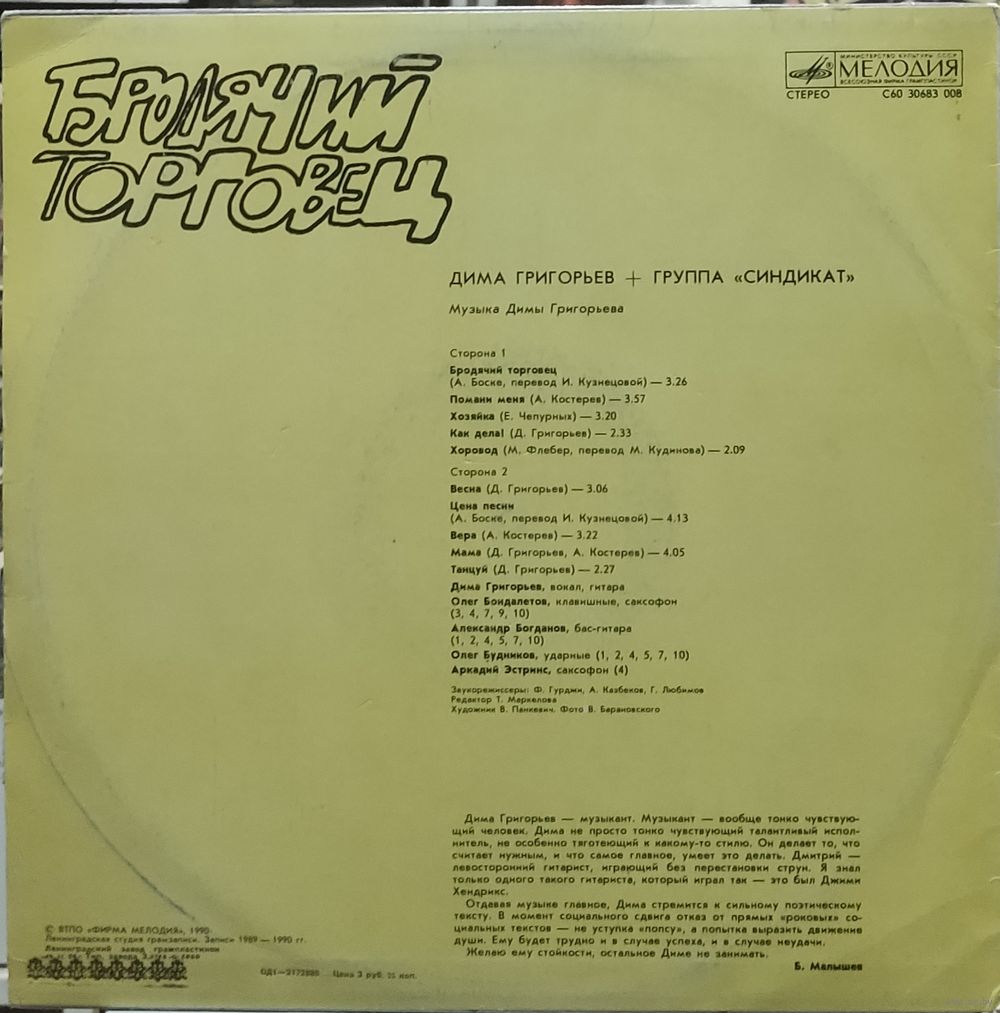 БРОДЯЧИЙ
ТОРГОВЕЦ
МИНИСТЕРСТВО КУЛЬТУРЫ СССР
МЕЛОДИЯ
ВСЕСОЮЗНАЯ ФИРМА ГРАМПЛАСТИНОК
СТЕРЕО С60 30683 008
ДИМА ГРИГОРЬЕВ + ГРУППА «СИНДИКАТ»
Музыка Димы Григорьева
Сторона 1
Бродячий торговец
(А. Боске, перевод И. Кузнецовой) — 3.26
Помани меня (А. Костерев) — 3.57
Хозяйка (Е. Чепурных) — 3.20
Как дела! (Д. Григорьев) — 2.33
Хоровод (М. Флебер, перевод М. Кудинова) — 2.09
Сторона 2
Весна (Д. Григорьев) — 3.06
Цена песни
(А. Боске, перевод И. Кузнецовой) — 4.13
Вера (А. Костерев) — 3.22
Мама (Д. Григорьев, А. Костерев) — 4.05
Танцуй (Д. Григорьев) — 2.27
Дима Григорьев, вокал, гитара
Олег Бондалетов, клавишные, саксофон
(3, 4, 7, 9, 10)
Александр Богданов, бас-гитара
(1, 2, 4, 5, 7, 10)
Олег Будников, ударные (1, 2, 4, 5, 7, 10)
Аркадий Эстринс, саксофон (4)
Звукорежиссеры: Ф. Гурджи, А. Казбеков, Г. Любимов
Редактор Т. Маркелова
Художник В. Панкевич. Фото В. Барановского
Дима Григорьев — музыкант. Музыкант — вообще тонко чувствую-
щий человек. Дима не просто тонко чувствующий талантливый испол-
нитель, не особенно тяготеющий к какому-то стилю. Он делает то, что
считает нужным, и что самое главное, умеет это делать. Дмитрий —
левосторонний гитарист, играющий без перестановки струн. Я знал
только одного такого гитариста, который играл так — это был Джими
Хендрикс.
Отдавая музыке главное, Дима стремится к сильному поэтическому
тексту. В момент социального сдвига отказ от прямых «роковых» со-
циальных текстов — не уступка «попсу», а попытка выразить движение
души. Ему будет трудно и в случае успеха, и в случае неудачи.
Желаю ему стойкости, остальное Диме не занимать.
Б. Малышев
© ВТПО «ФИРМА МЕЛОДИЯ», 1990
Ленинградская студия грамзаписи. Записи 1989 — 1990 гг.
Ленинградский завод грампластинок
Цена 3 руб. 25 коп.